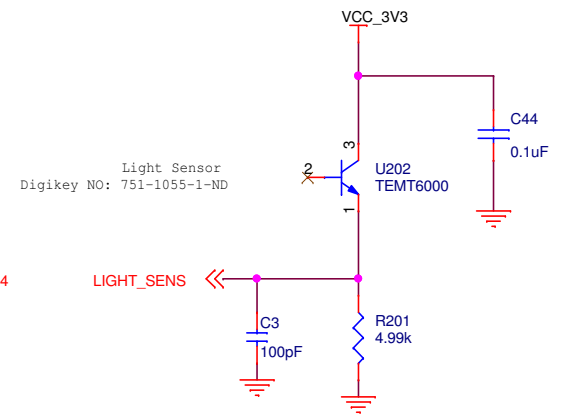 VCC_3V3
C44
0.1uF
3
Light Sensor
2
U202
Digikey NO: 751-1055-1-ND
TEMT6000
1
4
LIGHT_SENS
C3
100pF
R201
4.99k